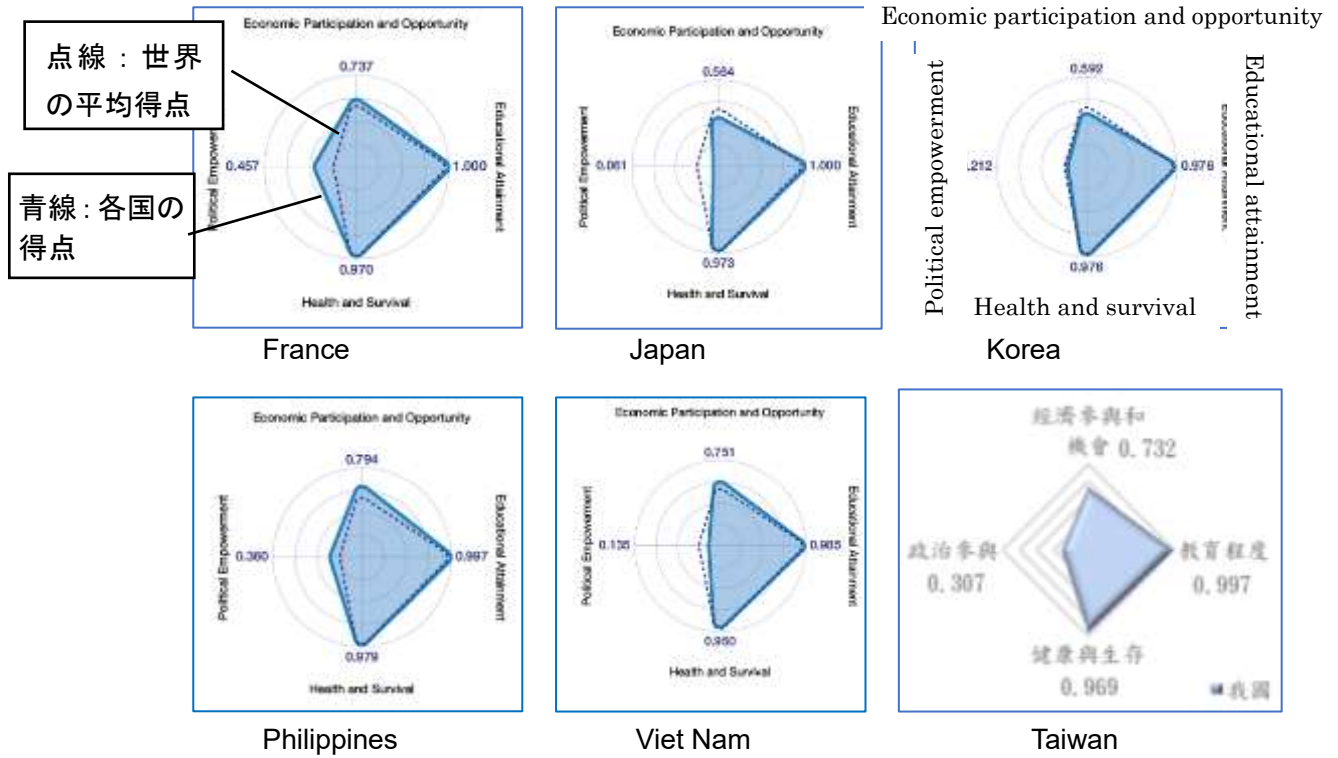 Economic Participation and Opportunity
点線：世界
の平均得点
0.737
Political Empowerment
0.457
1.000
Educational Attainment
青線：各国の
得点
0.970
Health and Survival
France
Economic Participation and Opportunity
0.564
Political Empowerment
0.061
1.000
Educational Attainment
0.973
Health and Survival
Japan
Economic participation and opportunity
0.592
Political empowerment
.212
0.976
Educational attainment
0.976
Health and survival
Korea
Economic Participation and Opportunity
0.794
Political Empowerment
0.360
0.997
Educational Attainment
0.979
Health and Survival
Philippines
Economic Participation and Opportunity
0.751
Political Empowerment
0.135
0.985
Educational Attainment
0.950
Health and Survival
Viet Nam
經濟參與和
機會 0.732
政治參與
0.307
教育程度
0.997
健康與生存
0.969
我國
Taiwan